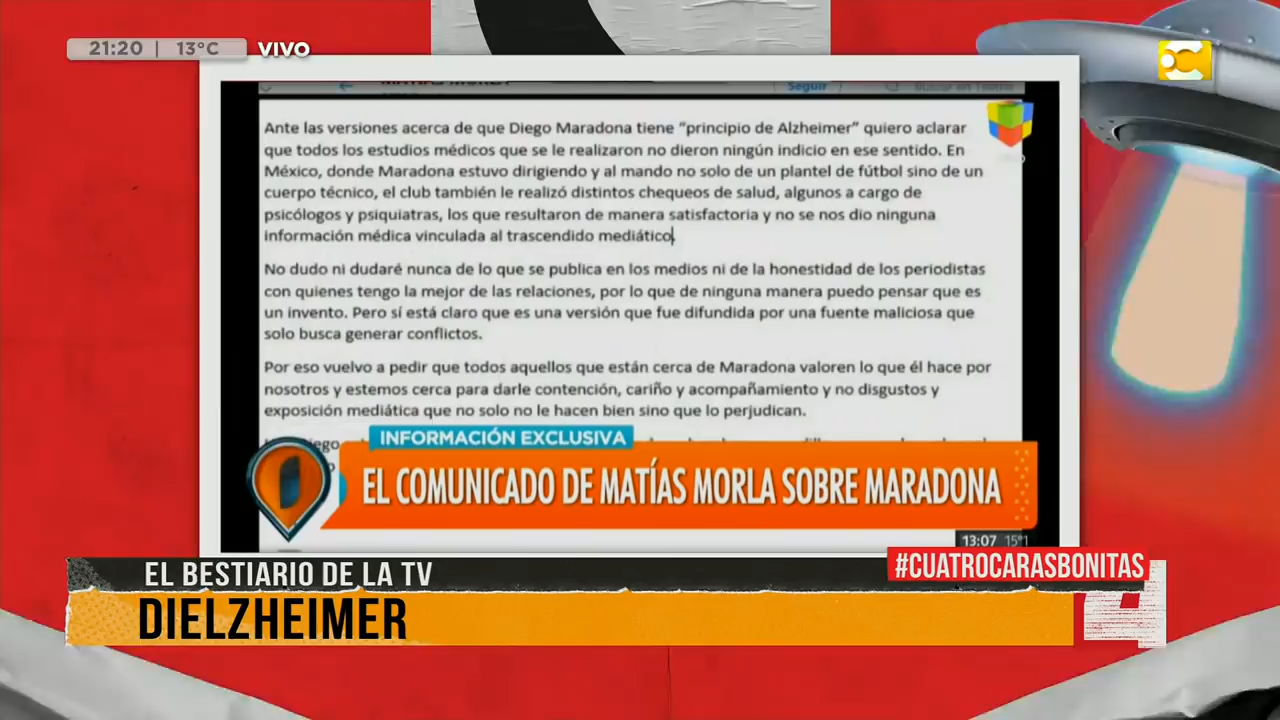 21:20 | 13°C VIVO
Seguir
Ante las versiones acerca de que Diego Maradona tiene "principio de Alzheimer" quiero aclarar
que todos los estudios médicos que se le realizaron no dieron ningún indicio en ese sentido. En
México, donde Maradona estuvo dirigiendo y al mando no solo de un plantel de fútbol sino de un
cuerpo técnico, el club también le realizó distintos chequeos de salud, algunos a cargo de
psicólogos y psiquiatras, los que resultaron de manera satisfactoria y no se nos dio ninguna
información médica vinculada al trascendido mediático
No dudo ni dudaré nunca de lo que se publica en los medios ni de la honestidad de los periodistas
con quienes tengo la mejor de las relaciones, por lo que de ninguna manera puedo pensar que es
un invento. Pero sí está claro que es una versión que fue difundida por una fuente maliciosa que
solo busca generar conflictos.
Por eso vuelvo a pedir que todos aquellos que están cerca de Maradona valoren lo que él hace por
nosotros y estemos cerca para darle contención, cariño y acompañamiento y no disgustos y
exposición mediática que no solo no le hacen bien sino que lo perjudican.
INFORMACIÓN EXCLUSIVA
EL COMUNICADO DE MATÍAS MORLA SOBRE MARADONA
13:07 15°
#CUATROCARASBONITAS
EL BESTIARIO DE LA TV
DIELZHEIMER